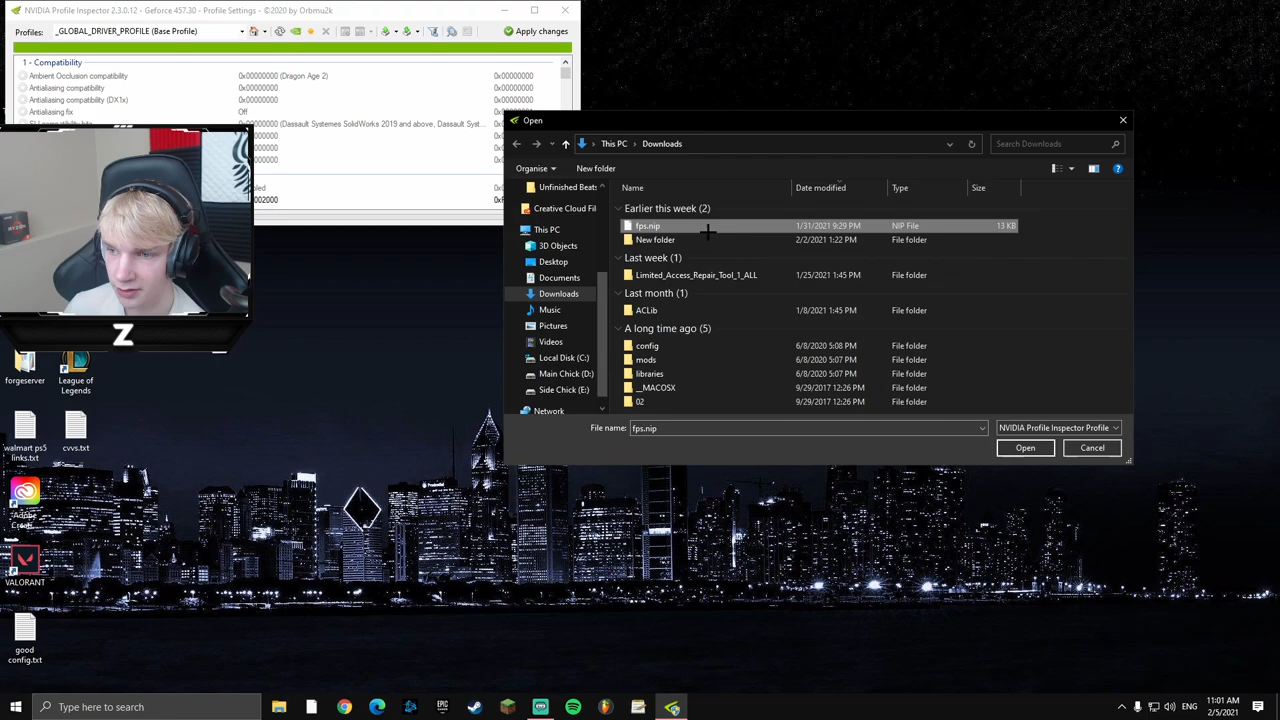 NVIDIA Profile Inspector 2.3.0.12 - Geforce 457.30 - Profile Settings - ©2020 by Orbmu2k
Profiles: _GLOBAL_DRIVER_PROFILE (Base Profile) Apply changes
1 - Compatibility
Ambient Occlusion compatibility 0x00000000 (Dragon Age 2) 0x00000000
Antialiasing compatibility 0x00000000 0x00000000
Antialiasing compatibility (DX1x) 0x00000000 0x00000000
Antialiasing fix Off 0x00000000
0x00000000 (Dassault Systemes SolidWorks 2019 and above, Dassault Syst...
Open
This PC Downloads Search Downloads
Organise New folder
Name Date modified Type Size
Unfinished Beats
Creative Cloud Fil
This PC
3D Objects
Desktop
Documents
Downloads
Music
Pictures
Videos
Local Disk (C:)
Main Chick (D:)
Side Chick (E:)
Network
Earlier this week (2)
fps.nip 1/31/2021 9:29 PM NIP File 13 KB
New folder 2/2/2021 1:22 PM File folder
Last week (1)
Limited_Access_Repair_Tool_1_ALL 1/25/2021 1:45 PM File folder
Last month (1)
ACLib 1/8/2021 1:45 PM File folder
A long time ago (5)
config 6/8/2020 5:08 PM File folder
mods 6/8/2020 5:07 PM File folder
libraries 6/8/2020 5:07 PM File folder
__MACOSX 9/29/2017 12:26 PM File folder
02 9/29/2017 12:26 PM File folder
File name: fps.nip NVIDIA Profile Inspector Profile
Open Cancel
Z
forgeserver
League of Legends
walmart ps5 links.txt
cvvs.txt
VALORANT
good config.txt
Type here to search
EPIC
11:01 AM
2/5/2021